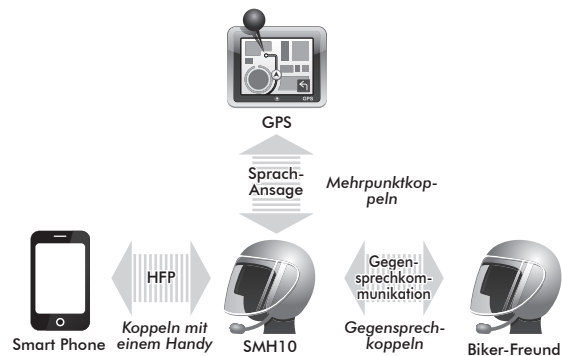 GPS
GPS
Sprach-
Ansage
Mehrpunktkop-
peln
HFP
Gegen-
sprechkom-
munikation
Koppeln mit
einem Handy
Gegensprech-
koppeln
Smart Phone
SMH10
Biker-Freund